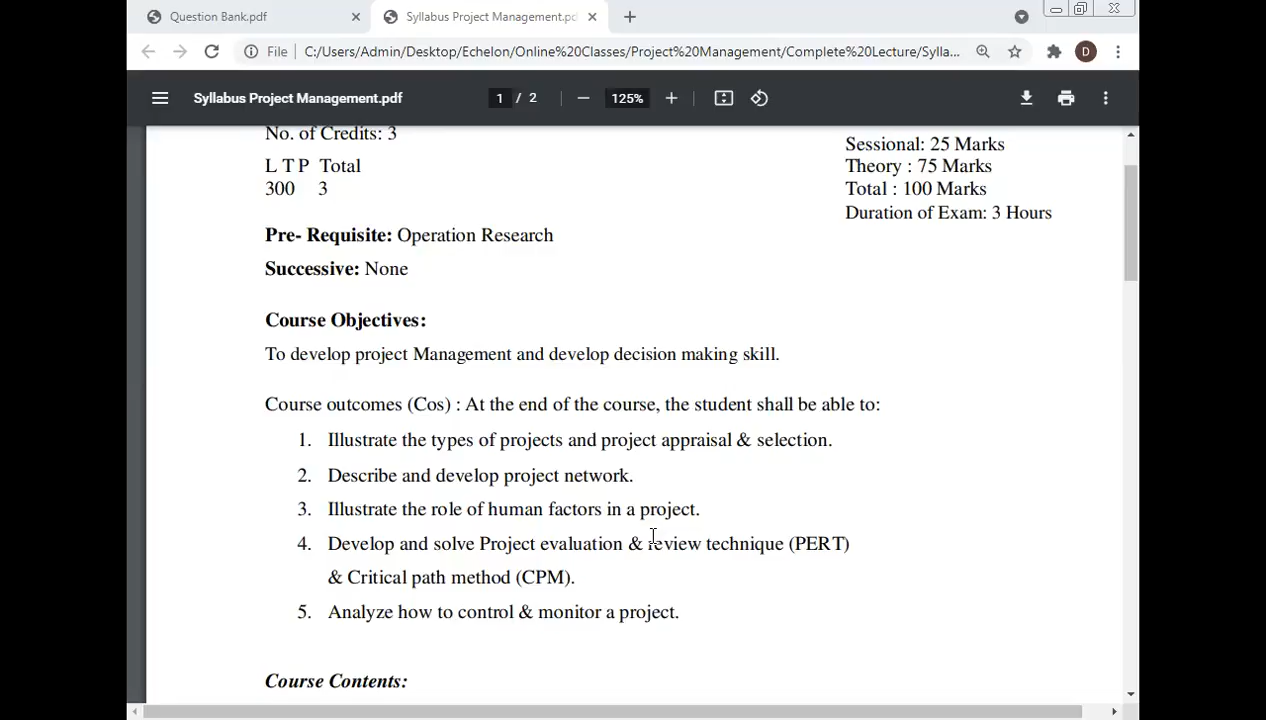 Question Bank.pdf
Syllabus Project Management.pd
File C:/Users/Admin/Desktop/Echelon/Online%20Classes/Project%20Management/Complete%20Lecture/Sylla...
D
Syllabus Project Management.pdf
1 / 2
125%
No. of Credits: 3
Sessional: 25 Marks
L T P Total
Theory : 75 Marks
300 3
Total : 100 Marks
Duration of Exam: 3 Hours
Pre- Requisite: Operation Research
Successive: None
Course Objectives:
To develop project Management and develop decision making skill.
Course outcomes (Cos) : At the end of the course, the student shall be able to:
1. Illustrate the types of projects and project appraisal & selection.
2. Describe and develop project network.
3. Illustrate the role of human factors in a project.
4. Develop and solve Project evaluation & review technique (PERT)
& Critical path method (CPM).
5. Analyze how to control & monitor a project.
Course Contents: